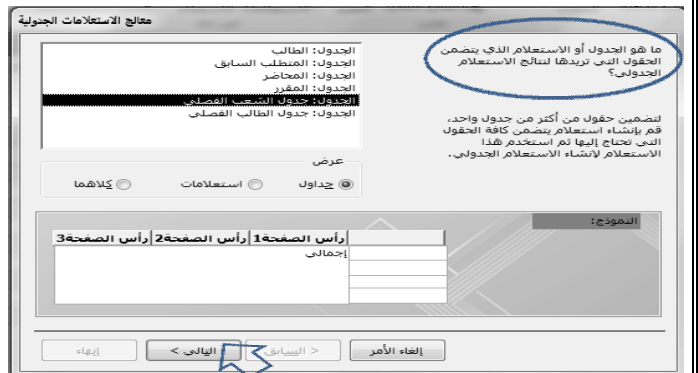 معالج الاستعلامات الجدولية
ما هو الجدول أو الاستعلام الذي يتضمن
الحقول التي تريدها لنتائج الاستعلام
الجدولي؟
لتضمين حقول من أكثر من جدول واحد،
قم بإنشاء استعلام يتضمن كافة الحقول
التي تحتاج إليها ثم استخدم هذا
الاستعلام لإنشاء الاستعلام الجدولي.
الجدول: الطالب
الجدول: المتطلب السابق
الجدول: المحاضر
الجدول: المقرر
الجدول: جدول الشعب الفصلي
الجدول: جدول الطالب الفصلي
عرض
جداول
استعلامات
كلاهما
النموذج:
رأس الصفحة1 رأس الصفحة2 رأس الصفحة3
إجمالي
إلغاء الأمر
< السابق
التالي >
إنهاء